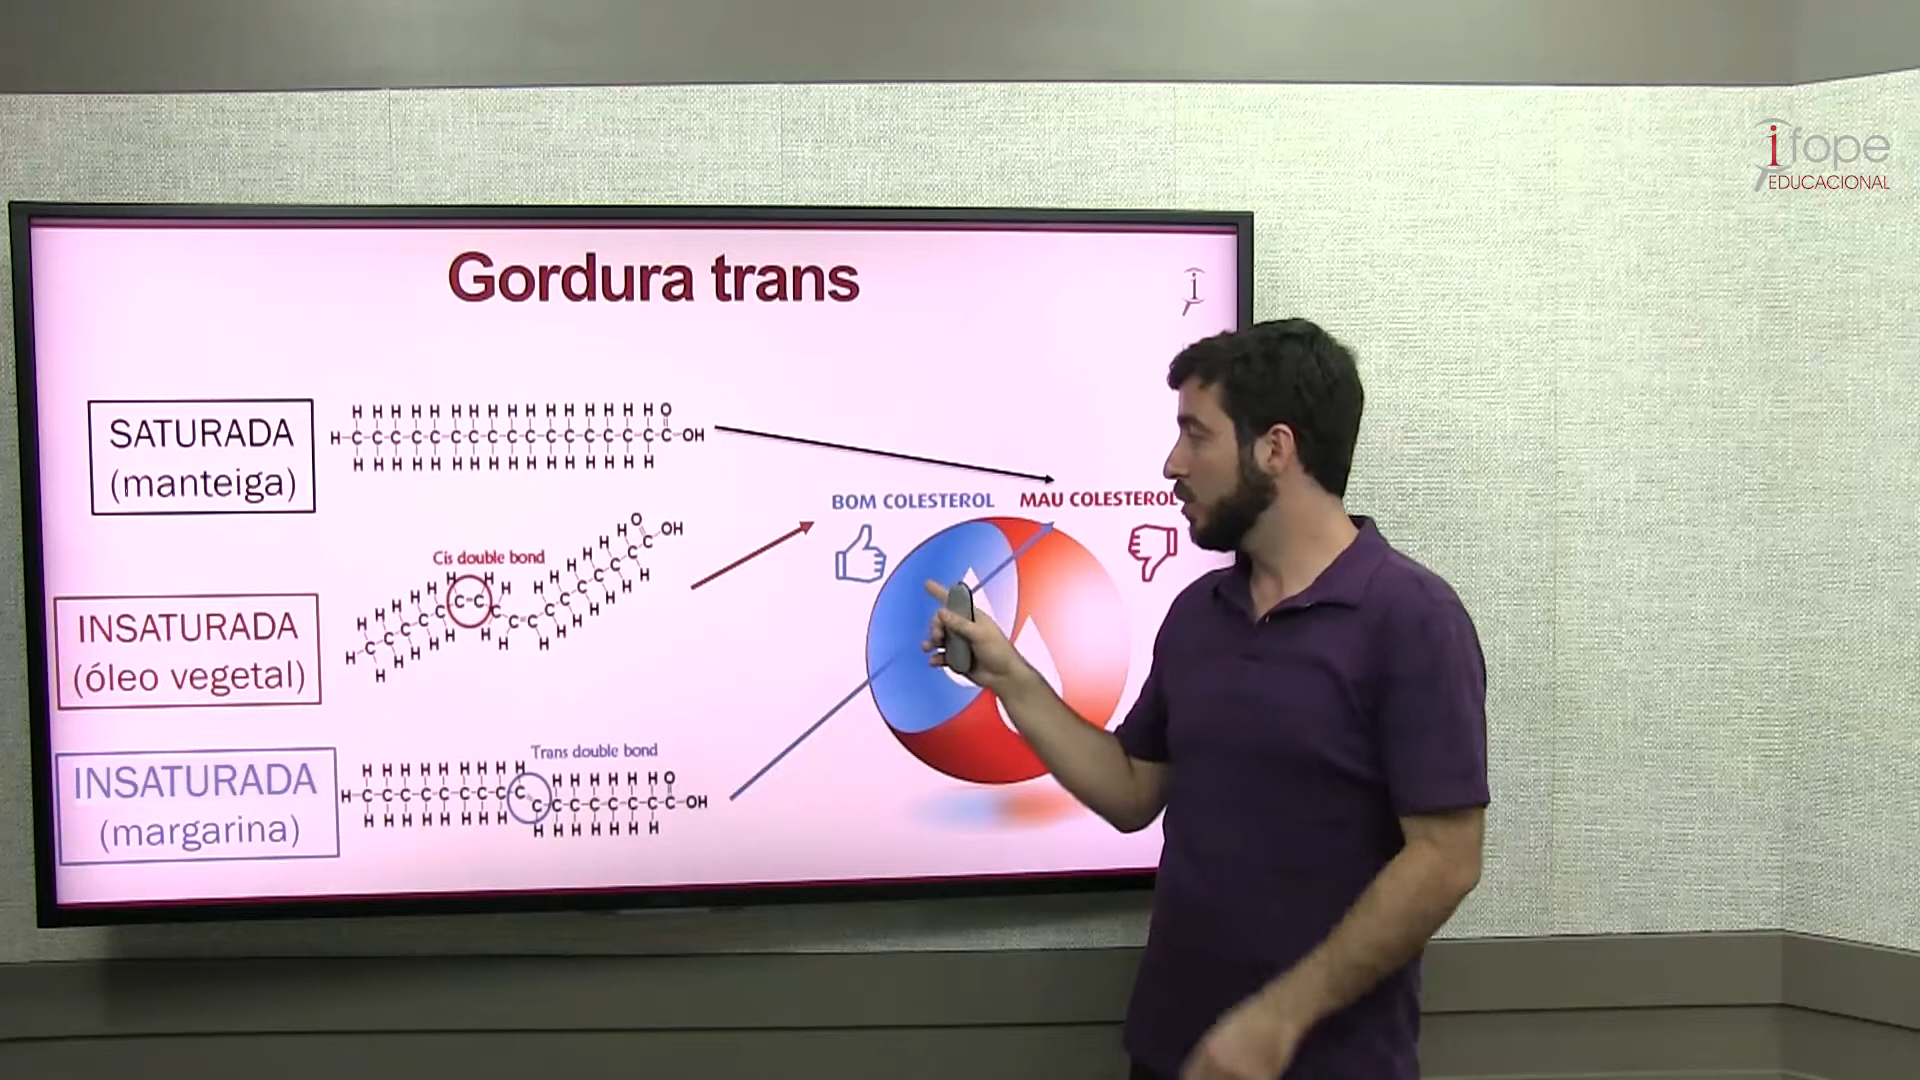 ifope
EDUCACIONAL
Gordura trans
i
SATURADA
(manteiga)
H H H H H H H H H H H H H H H H O
H-C-C-C-C-C-C-C-C-C-C-C-C-C-C-C-C-C-OH
H H H H H H H H H H H H H H H H
BOM COLESTEROL
MAU COLESTEROL
INSATURADA
(óleo vegetal)
Cis double bond
INSATURADA
(margarina)
Trans double bond